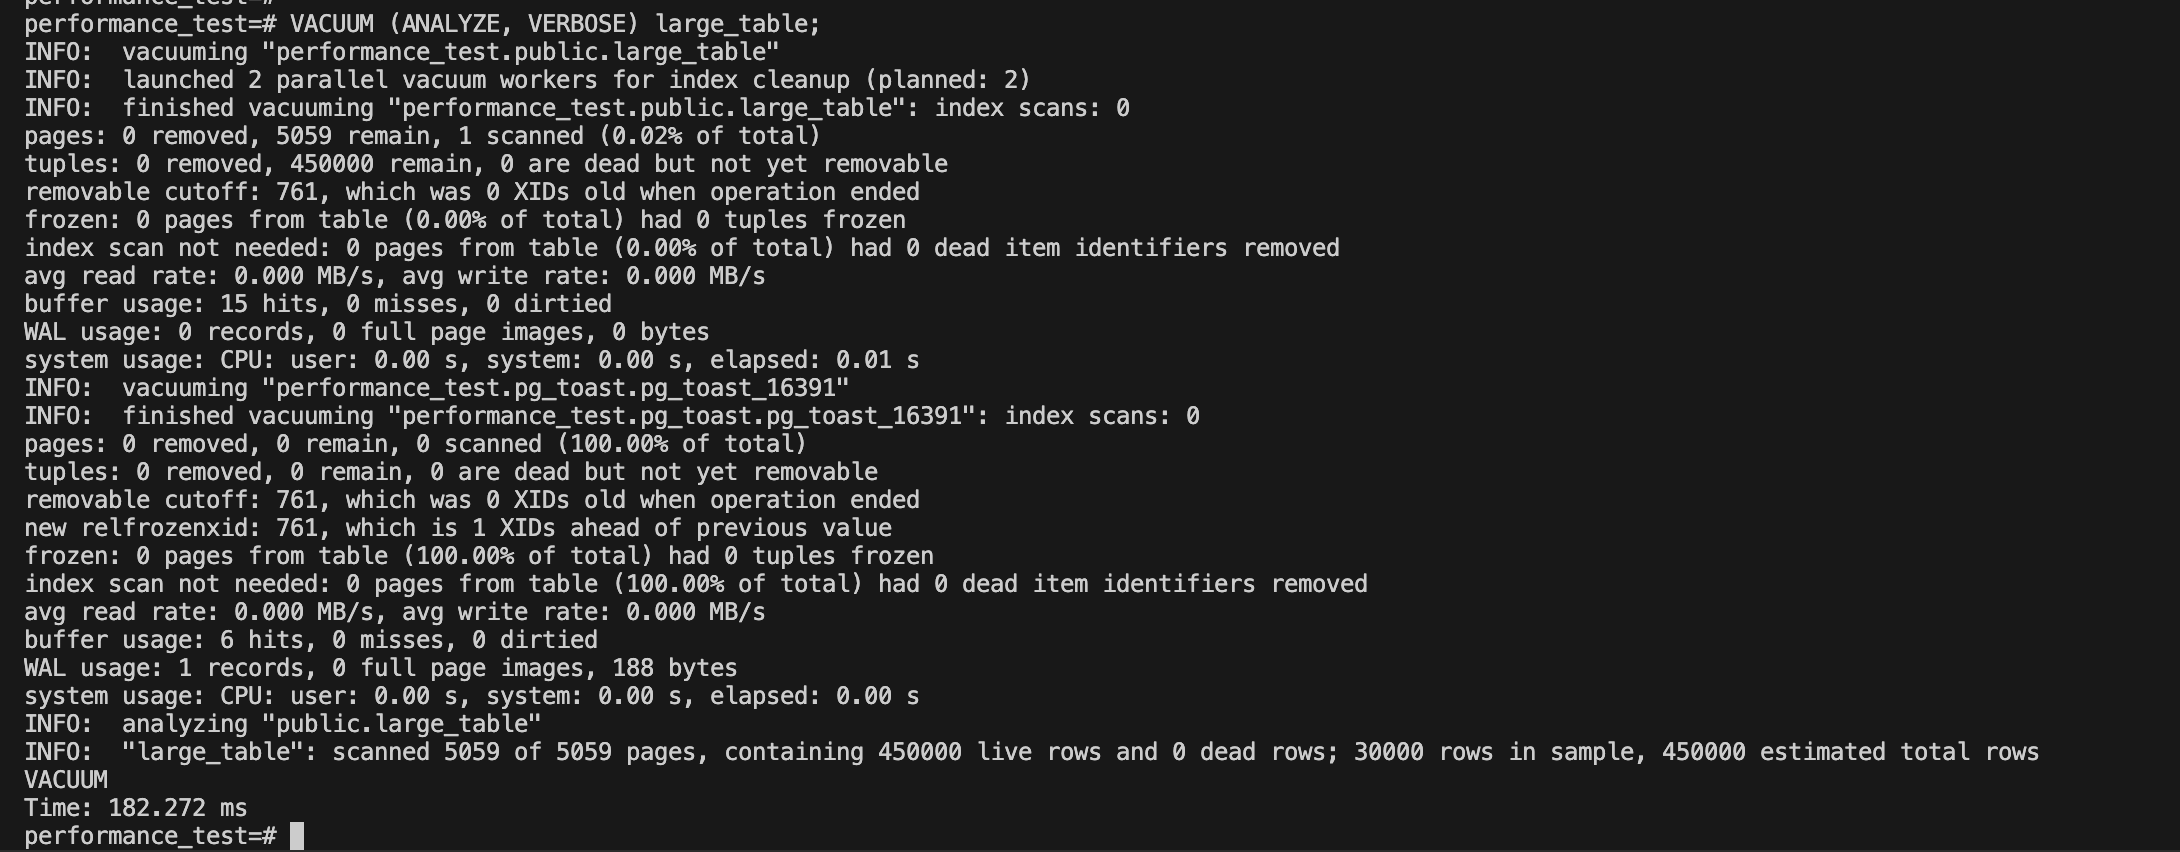 performance_test=#
performance_test=# VACUUM (ANALYZE, VERBOSE) large_table;
INFO:  vacuuming "performance_test.public.large_table"
INFO:  launched 2 parallel vacuum workers for index cleanup (planned: 2)
INFO:  finished vacuuming "performance_test.public.large_table": index scans: 0
pages: 0 removed, 5059 remain, 1 scanned (0.02% of total)
tuples: 0 removed, 450000 remain, 0 are dead but not yet removable
removable cutoff: 761, which was 0 XIDs old when operation ended
frozen: 0 pages from table (0.00% of total) had 0 tuples frozen
index scan not needed: 0 pages from table (0.00% of total) had 0 dead item identifiers removed
avg read rate: 0.000 MB/s, avg write rate: 0.000 MB/s
buffer usage: 15 hits, 0 misses, 0 dirtied
WAL usage: 0 records, 0 full page images, 0 bytes
system usage: CPU: user: 0.00 s, system: 0.00 s, elapsed: 0.01 s
INFO:  vacuuming "performance_test.pg_toast.pg_toast_16391"
INFO:  finished vacuuming "performance_test.pg_toast.pg_toast_16391": index scans: 0
pages: 0 removed, 0 remain, 0 scanned (100.00% of total)
tuples: 0 removed, 0 remain, 0 are dead but not yet removable
removable cutoff: 761, which was 0 XIDs old when operation ended
new relfrozenxid: 761, which is 1 XIDs ahead of previous value
frozen: 0 pages from table (100.00% of total) had 0 tuples frozen
index scan not needed: 0 pages from table (100.00% of total) had 0 dead item identifiers removed
avg read rate: 0.000 MB/s, avg write rate: 0.000 MB/s
buffer usage: 6 hits, 0 misses, 0 dirtied
WAL usage: 1 records, 0 full page images, 188 bytes
system usage: CPU: user: 0.00 s, system: 0.00 s, elapsed: 0.00 s
INFO:  analyzing "public.large_table"
INFO:  "large_table": scanned 5059 of 5059 pages, containing 450000 live rows and 0 dead rows; 30000 rows in sample, 450000 estimated total rows
VACUUM
Time: 182.272 ms
performance_test=#